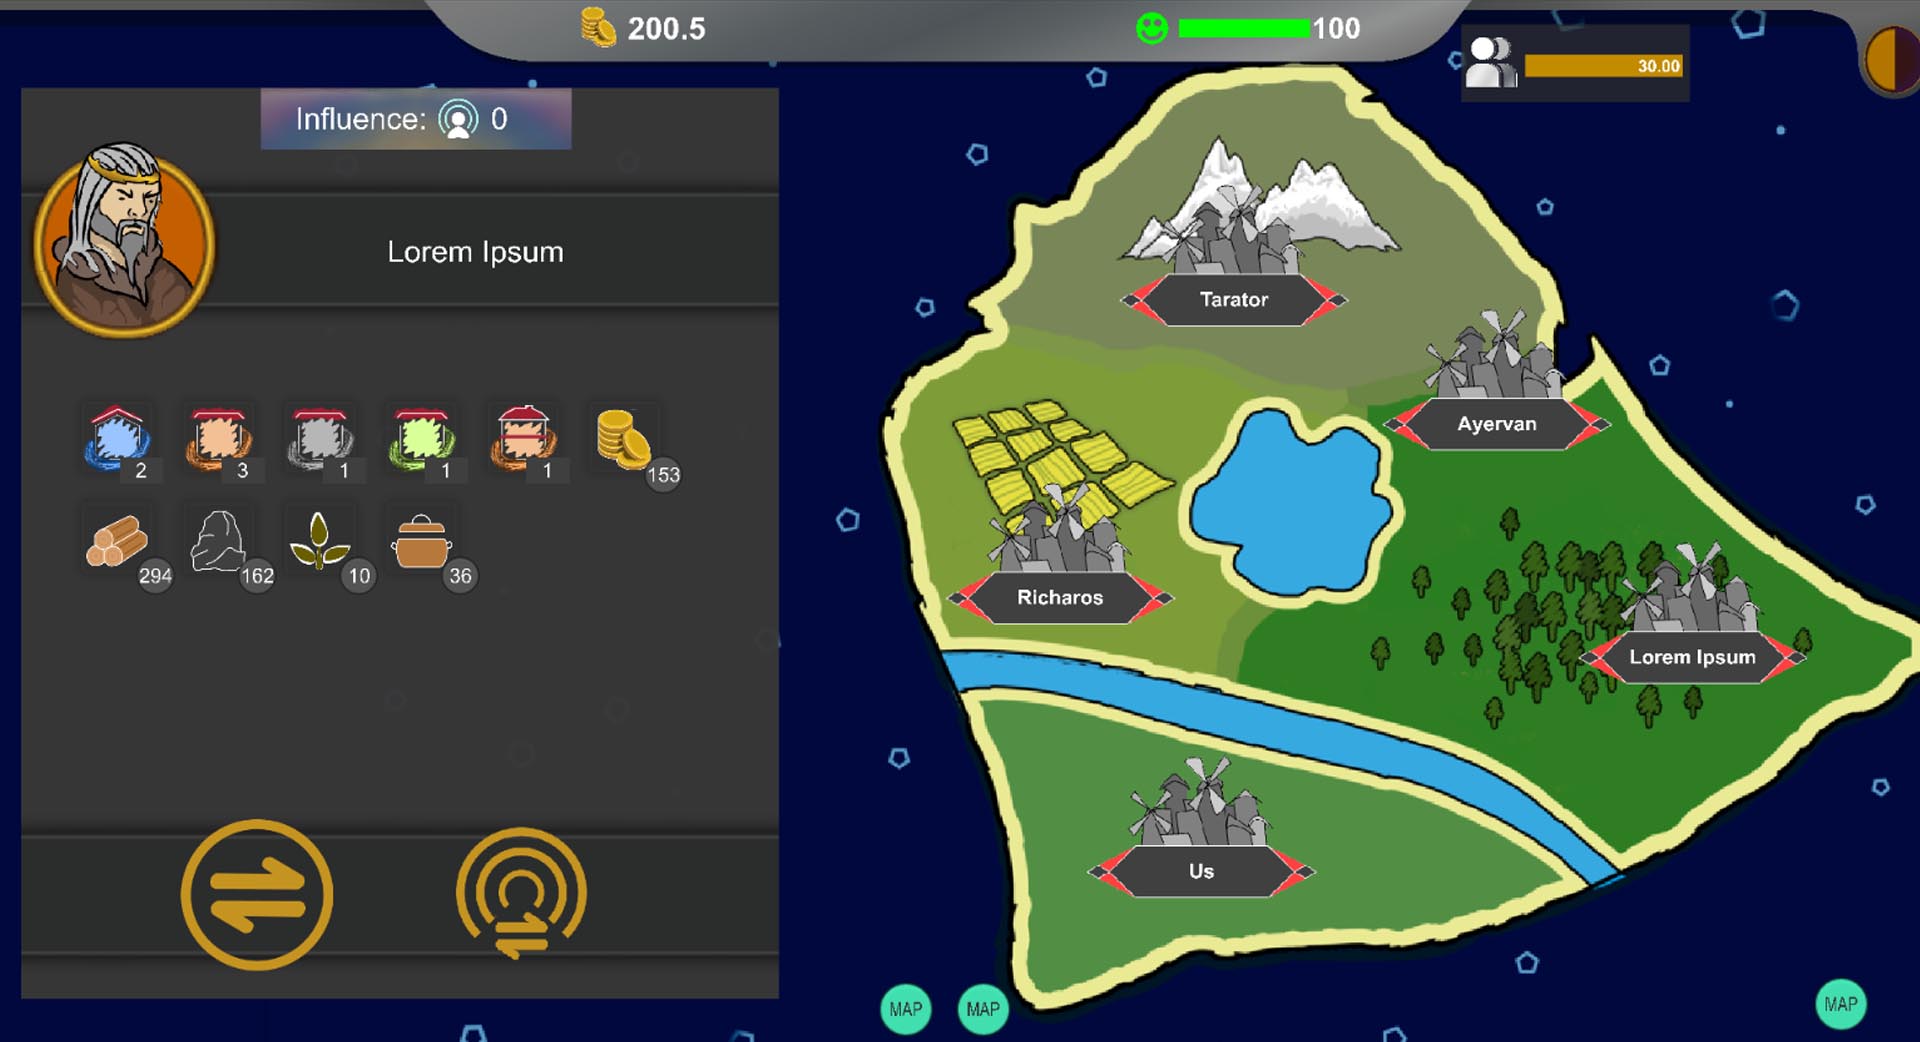 200.5
100
30.00
Influence: 0
Lorem Ipsum
2
3
1
1
1
153
294
162
10
36
Tarator
Ayervan
Richaros
Lorem Ipsum
Us
MAP
MAP
MAP